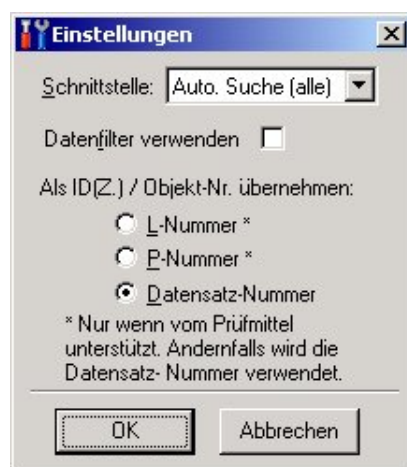 Einstellungen
Schnittstelle: Auto. Suche (alle)
Datenfilter verwenden
Als ID(Z.) / Objekt-Nr. übernehmen:
L-Nummer *
P-Nummer *
Datensatz-Nummer
* Nur wenn vom Prüfmittel
unterstützt. Andernfalls wird die
Datensatz- Nummer verwendet.
OK Abbrechen